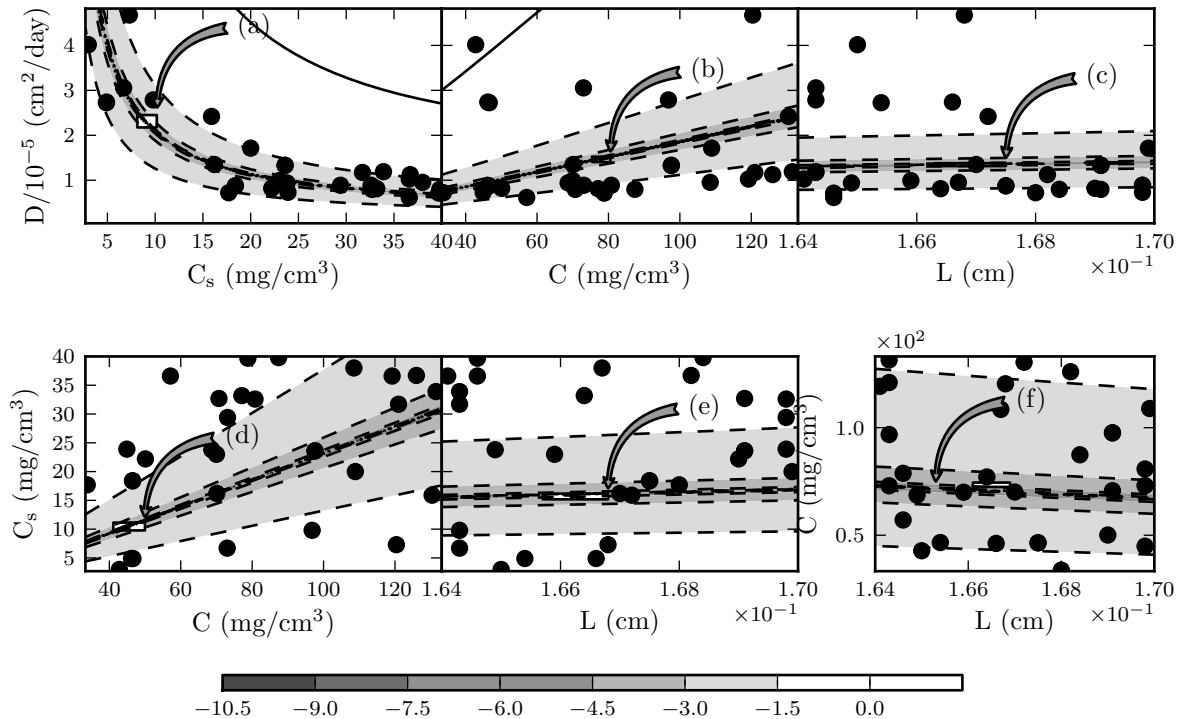 (a)
(b)
(c)
D/10⁻⁵ (cm²/day)
4
3
2
1
5 10 15 20 25 30 35 40
40 60 80 100 120
1.64 1.66 1.68 1.70
×10⁻¹
Cₛ (mg/cm³)
C (mg/cm³)
L (cm)
×10²
40
35
30
25
20
15
10
5
Cₛ (mg/cm³)
(d)
(e)
(f)
C (mg/cm³)
1.0
0.5
40 60 80 100 120
1.64 1.66 1.68 1.70
1.64 1.66 1.68 1.70
×10⁻¹
×10⁻¹
C (mg/cm³)
L (cm)
L (cm)
−10.5 −9.0 −7.5 −6.0 −4.5 −3.0 −1.5 0.0